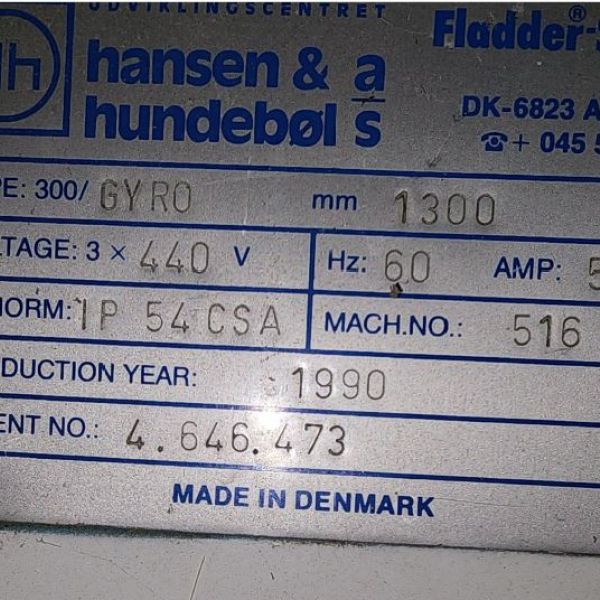 UDVIKLINGSCENTRET
Fladder®-S
hh
hansen & a/s
hundebøl
DK-6823 A
☎+ 045 5
PE: 300/ GYRO mm 1300
LTAGE: 3 × 440 V Hz: 60 AMP: 5
NORM: IP 54 CSA MACH.NO.: 516
DUCTION YEAR: 1990
ENT NO.: 4.646.473
MADE IN DENMARK